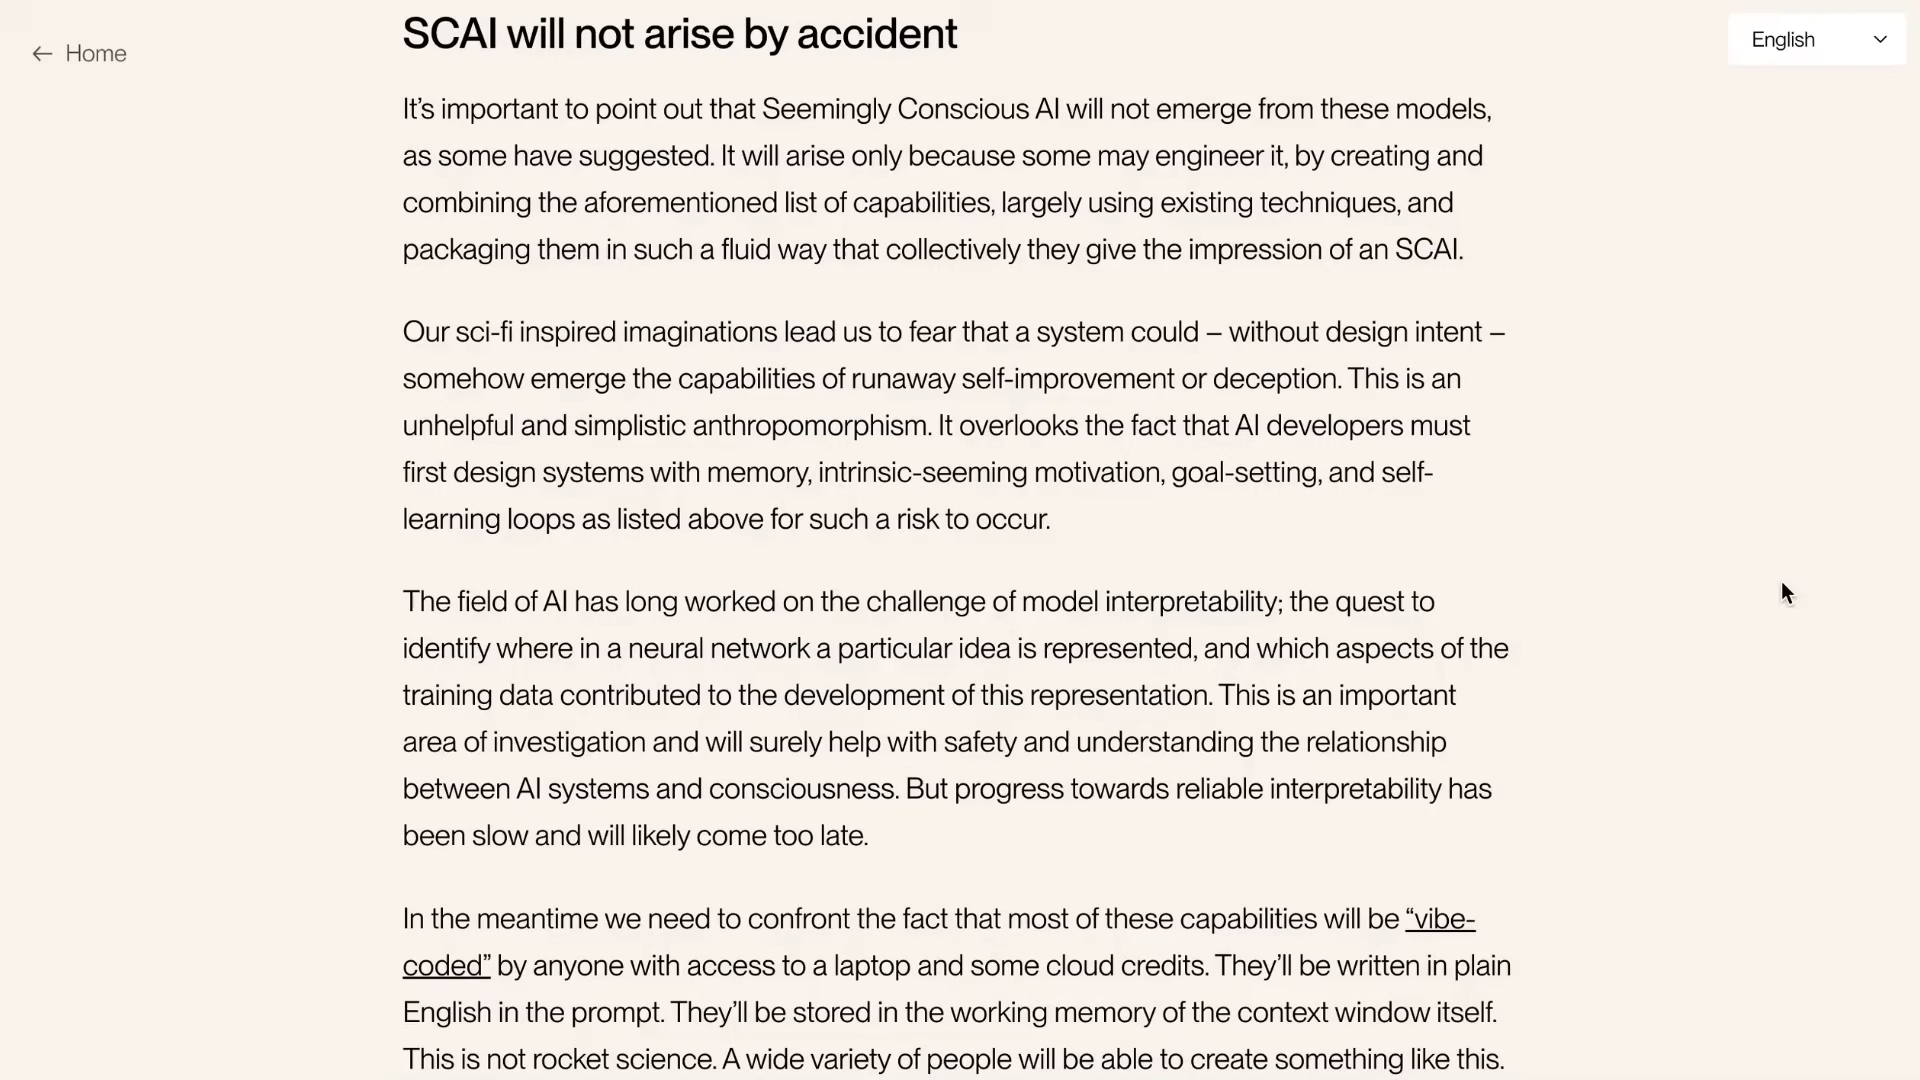 ← Home
English
SCAI will not arise by accident
It’s important to point out that Seemingly Conscious AI will not emerge from these models,
as some have suggested. It will arise only because some may engineer it, by creating and
combining the aforementioned list of capabilities, largely using existing techniques, and
packaging them in such a fluid way that collectively they give the impression of an SCAI.
Our sci-fi inspired imaginations lead us to fear that a system could – without design intent –
somehow emerge the capabilities of runaway self-improvement or deception. This is an
unhelpful and simplistic anthropomorphism. It overlooks the fact that AI developers must
first design systems with memory, intrinsic-seeming motivation, goal-setting, and self-
learning loops as listed above for such a risk to occur.
The field of AI has long worked on the challenge of model interpretability; the quest to
identify where in a neural network a particular idea is represented, and which aspects of the
training data contributed to the development of this representation. This is an important
area of investigation and will surely help with safety and understanding the relationship
between AI systems and consciousness. But progress towards reliable interpretability has
been slow and will likely come too late.
In the meantime we need to confront the fact that most of these capabilities will be “vibe-
coded” by anyone with access to a laptop and some cloud credits. They’ll be written in plain
English in the prompt. They’ll be stored in the working memory of the context window itself.
This is not rocket science. A wide variety of people will be able to create something like this.